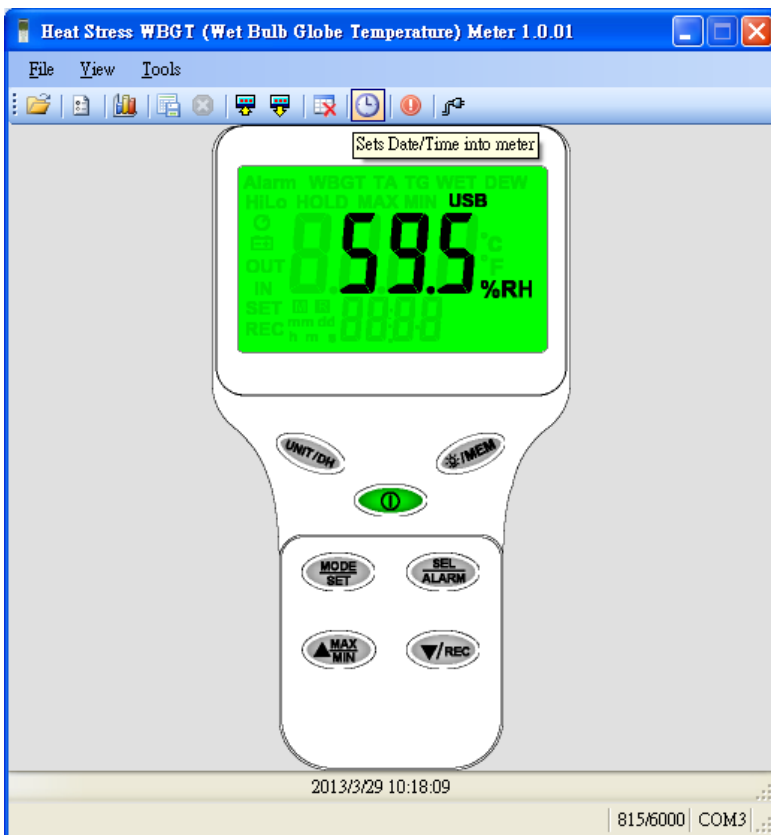 Heat Stress WBGT (Wet Bulb Globe Temperature) Meter 1.0.01
File View Tools
Sets Date/Time into meter
Alarm WBGT TA TG WET DEW
HiLo HOLD MAX MIN USB
59.5
°C
OUT °F
IN %RH
SET
REC mm dd 88:88
h m s
UNIT/DH
/MEM
MODE
SET
SEL
ALARM
▲ MAX
MIN
▼/REC
2013/3/29 10:18:09
815/6000 COM3